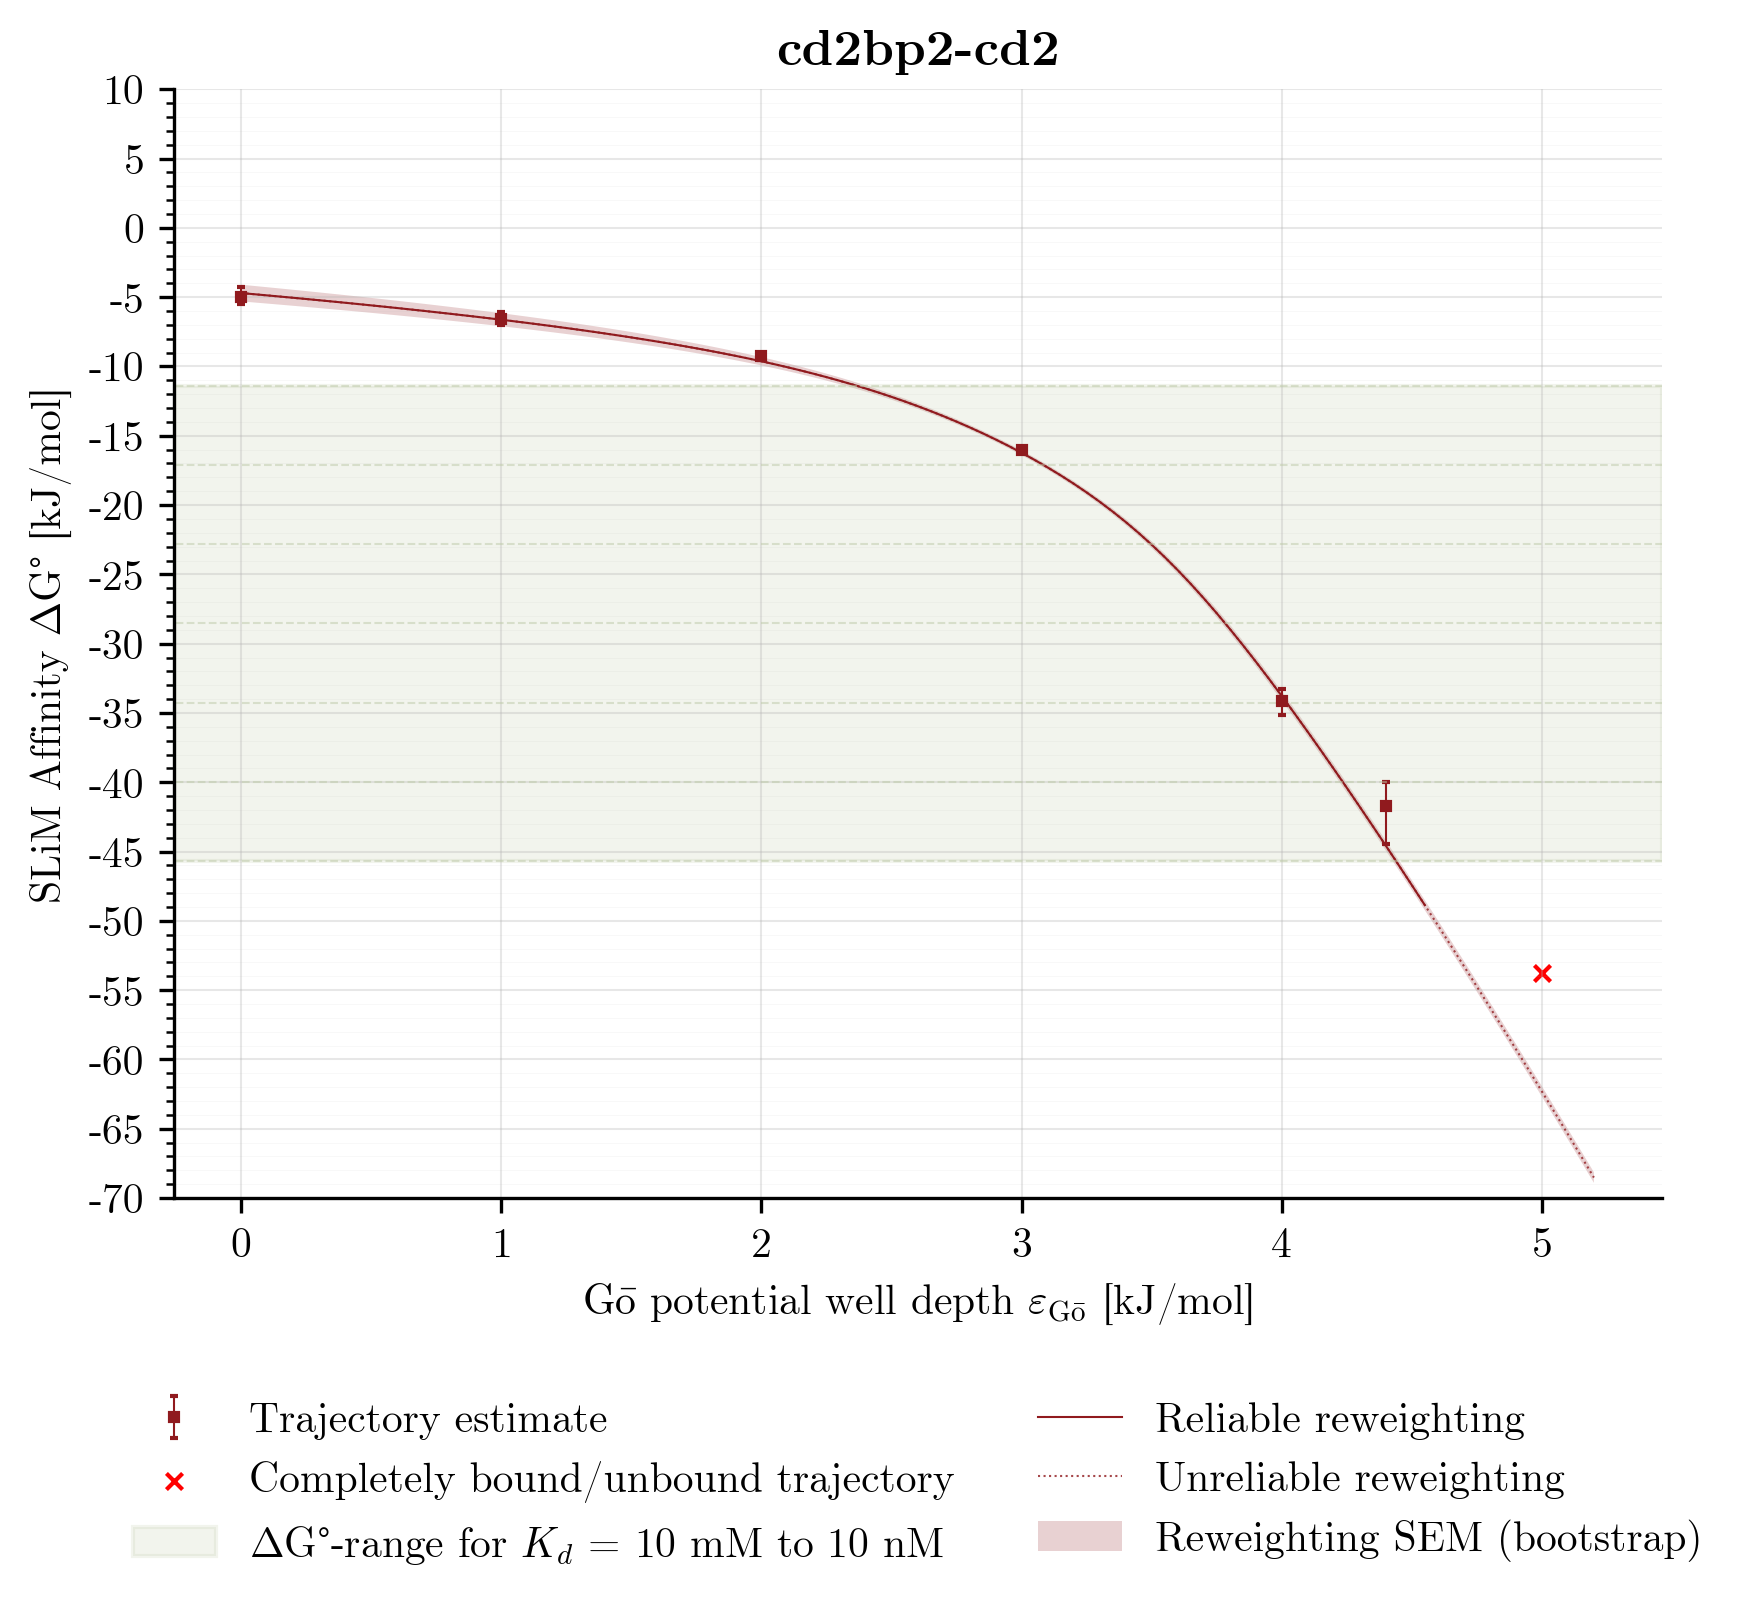 cd2bp2-cd2
10
5
0
-5
-10
-15
-20
-25
-30
-35
-40
-45
-50
-55
-60
-65
-70
SLiM Affinity ΔG° [kJ/mol]
0 1 2 3 4 5
Gō potential well depth ε_Gō [kJ/mol]
Trajectory estimate
Completely bound/unbound trajectory
ΔG°-range for K_d = 10 mM to 10 nM
Reliable reweighting
Unreliable reweighting
Reweighting SEM (bootstrap)